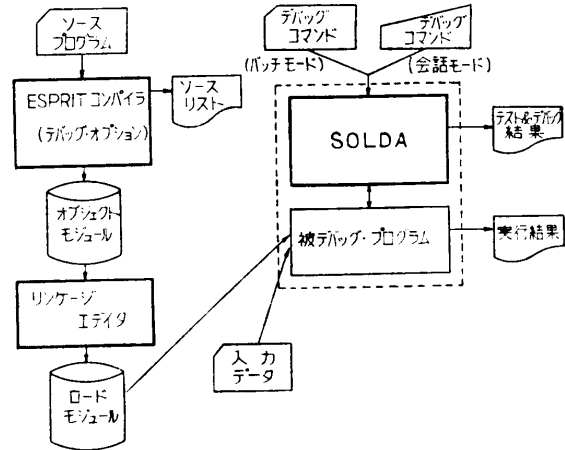 ソース
プログラム
ESPRITコンパイラ
(デバッグ・オプション)
ソース
リスト
オブジェクト
モジュール
リンケージ
エディタ
ロード
モジュール
デバッグ
コマンド
(バッチモード)
デバッグ
コマンド
(会話モード)
SOLDA
テスト&デバッグ
結果
被デバッグ・プログラム
実行結果
入力
データ